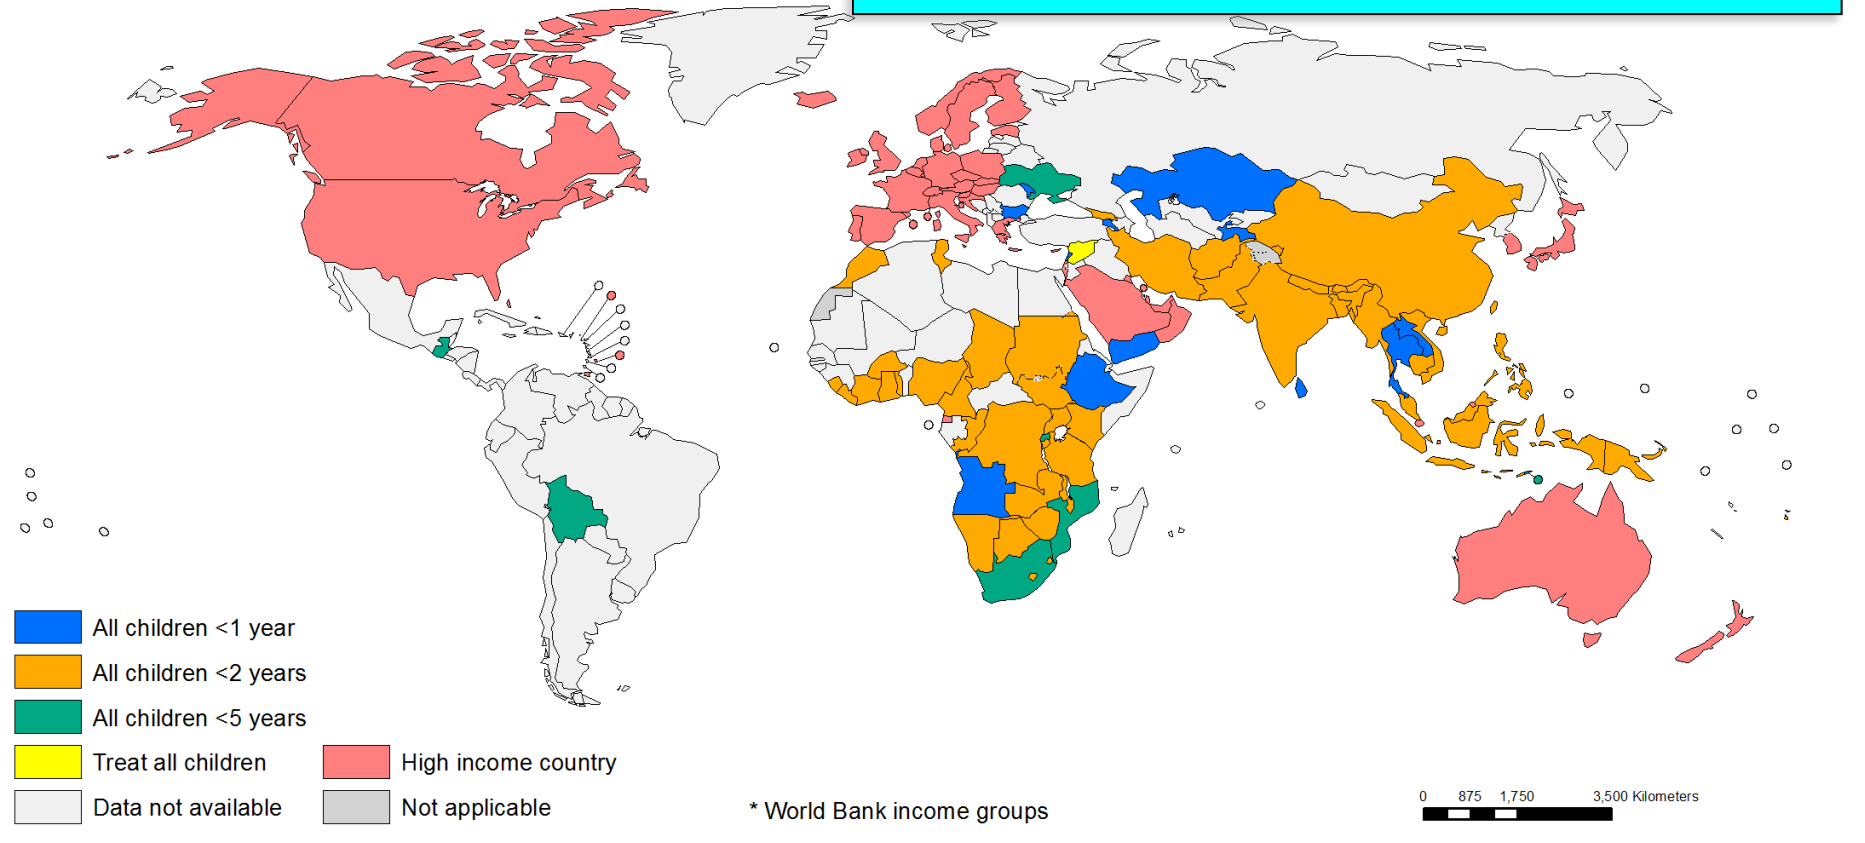 All children <1 year
All children <2 years
All children <5 years
Treat all children
High income country
Data not available
Not applicable
* World Bank income groups
0 875 1,750 3,500 Kilometers